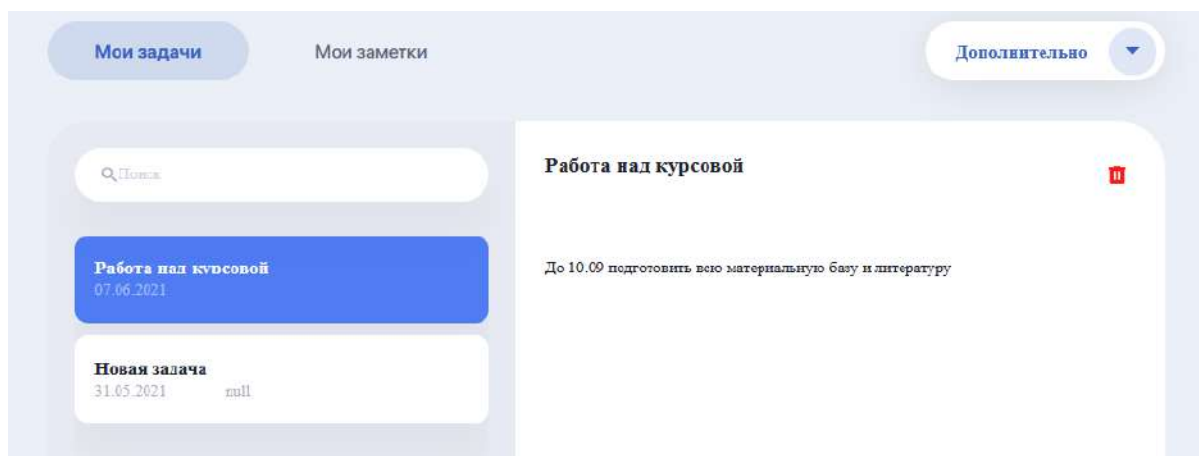 Мои задачи
Мои заметки
Дополнительно
Поиск
Работа над курсовой
07.06.2021
Новая задача
31.05.2021 null
Работа над курсовой
До 10.09 подготовить всю материальную базу и литературу